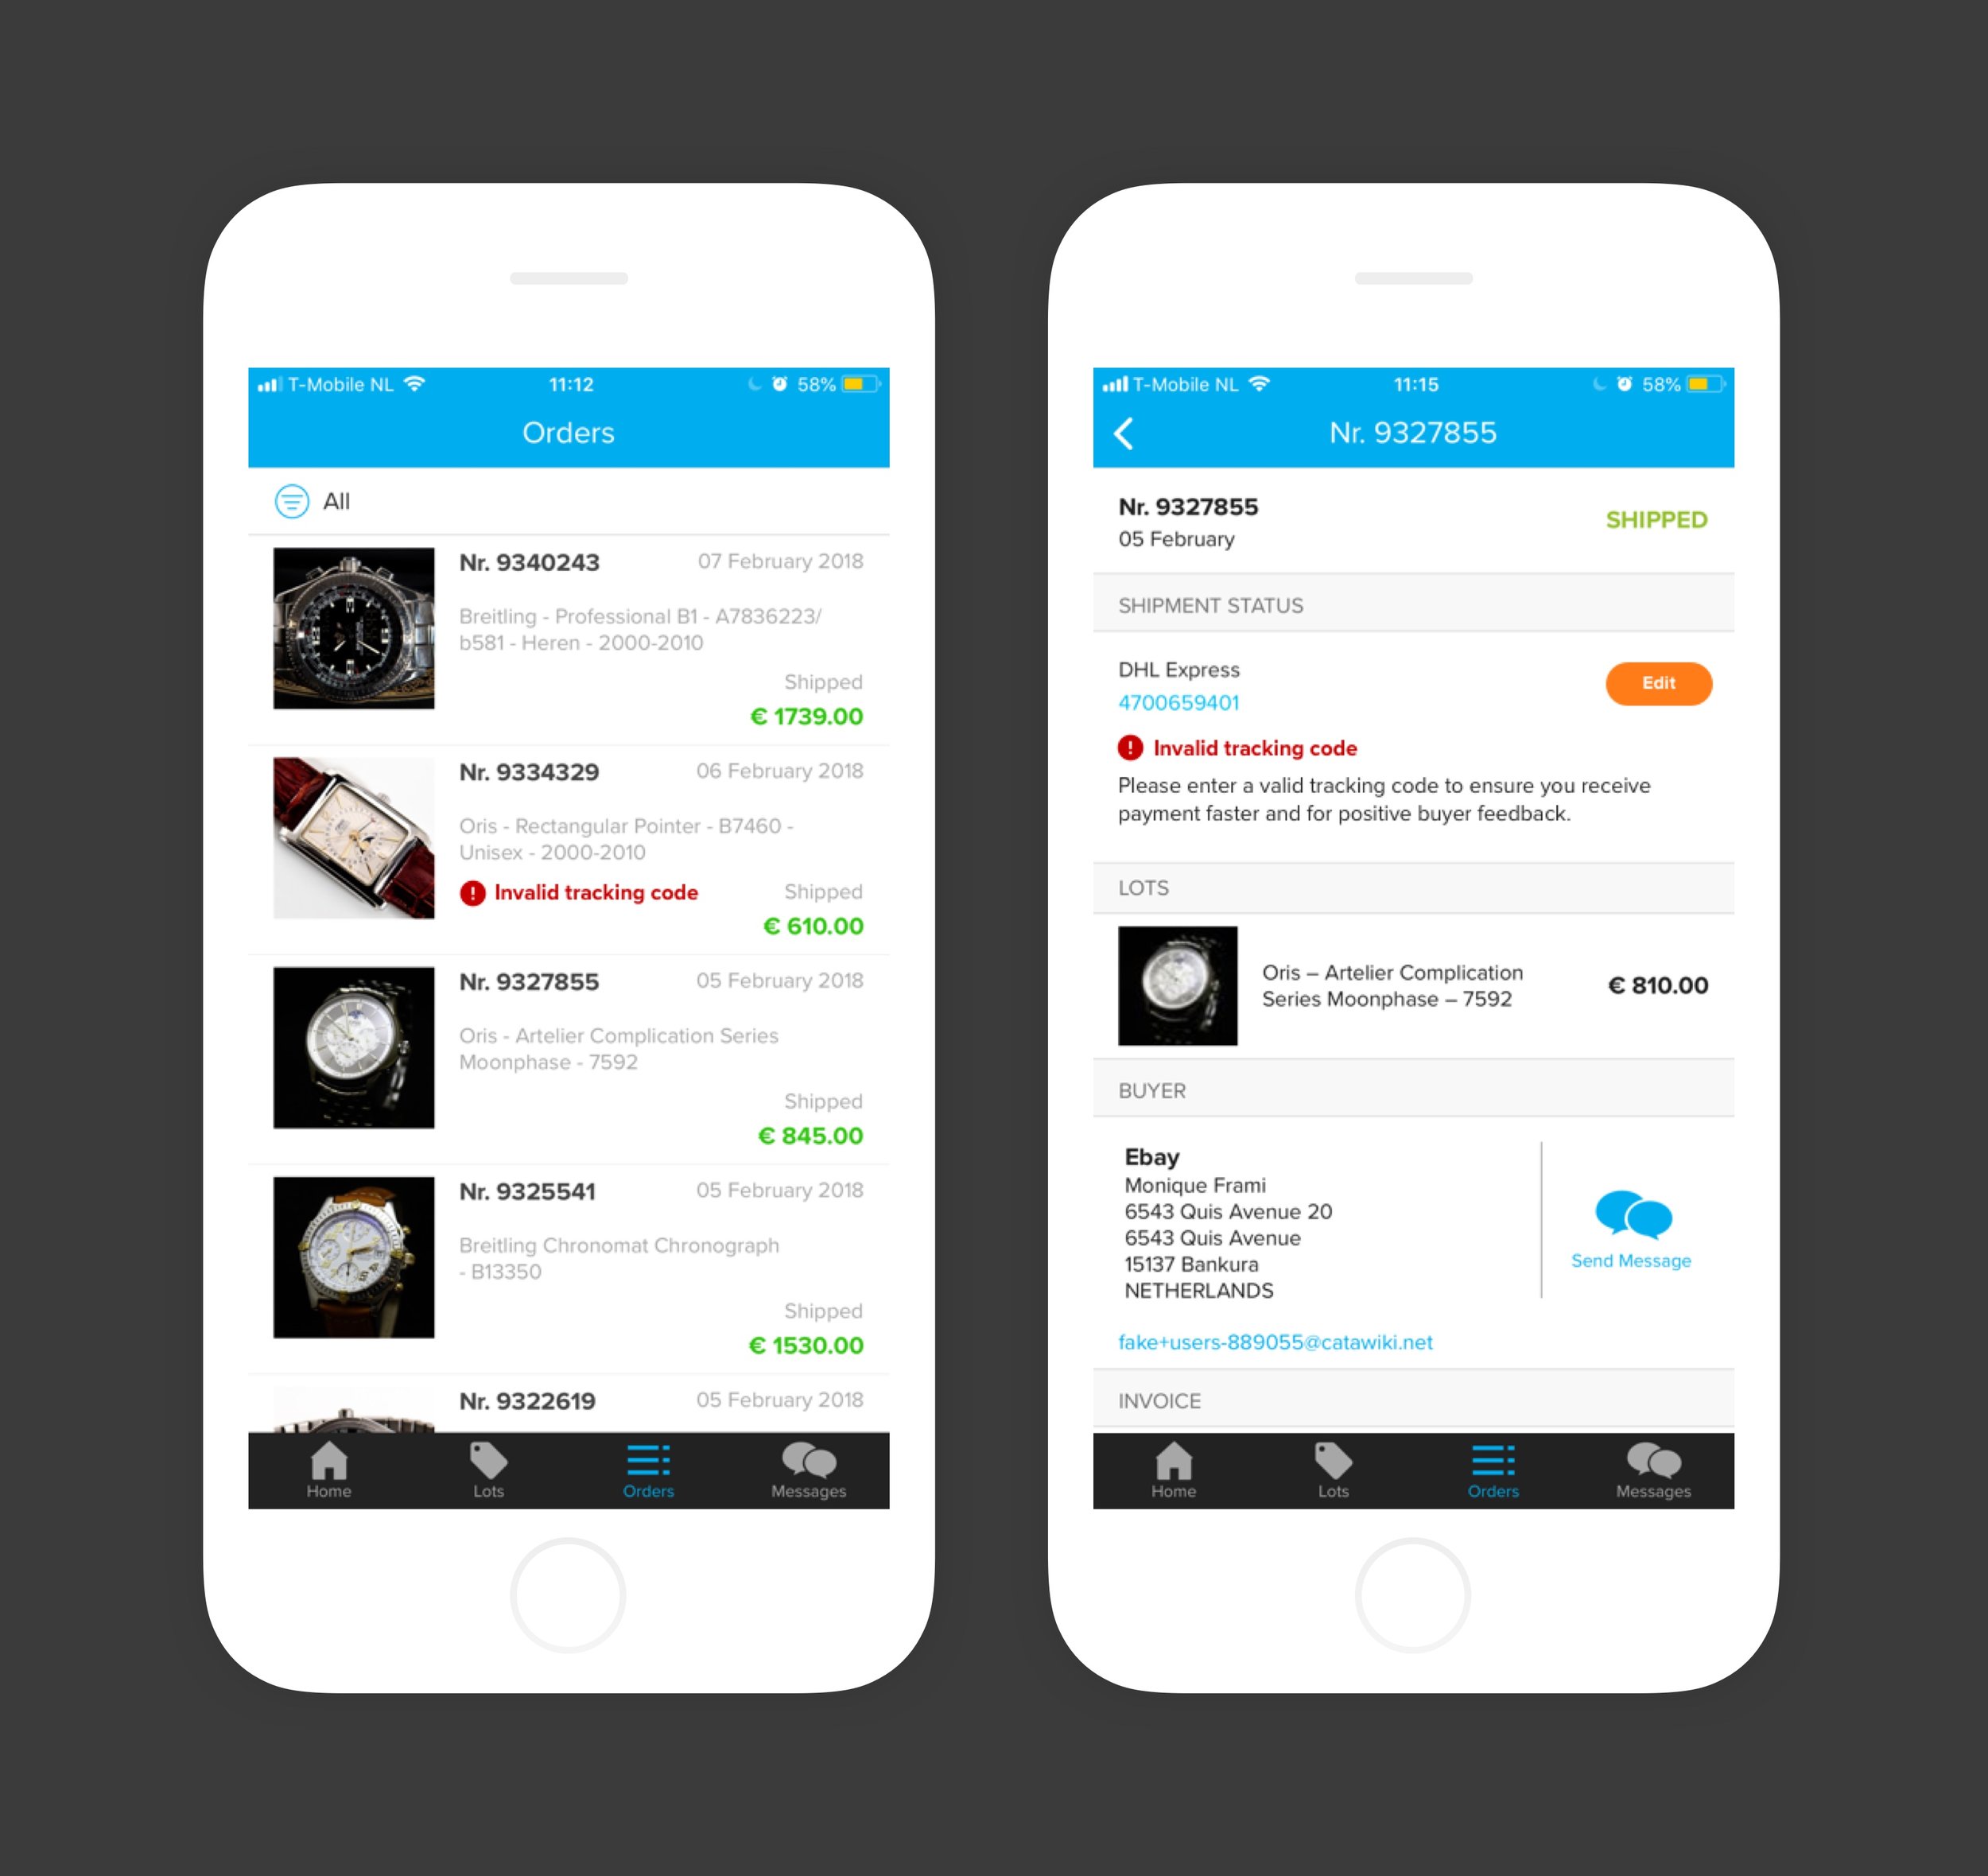 T-Mobile NL 11:12 58%
Orders
All
Nr. 9340243 07 February 2018
Breitling - Professional B1 - A7836223/
b581 - Heren - 2000-2010
Shipped
€ 1739.00
Nr. 9334329 06 February 2018
Oris - Rectangular Pointer - B7460 -
Unisex - 2000-2010
Invalid tracking code Shipped
€ 610.00
Nr. 9327855 05 February 2018
Oris - Artelier Complication Series
Moonphase - 7592
Shipped
€ 845.00
Nr. 9325541 05 February 2018
Breitling Chronomat Chronograph
- B13350
Shipped
€ 1530.00
Nr. 9322619 05 February 2018
Home Lots Orders Messages
T-Mobile NL 11:15 58%
Nr. 9327855
Nr. 9327855
05 February
SHIPPED
SHIPMENT STATUS
DHL Express
4700659401
Edit
Invalid tracking code
Please enter a valid tracking code to ensure you receive
payment faster and for positive buyer feedback.
LOTS
Oris – Artelier Complication
Series Moonphase – 7592
€ 810.00
BUYER
Ebay
Monique Frami
6543 Quis Avenue 20
6543 Quis Avenue
15137 Bankura
NETHERLANDS
Send Message
fake+users-889055@catawiki.net
INVOICE
Home Lots Orders Messages